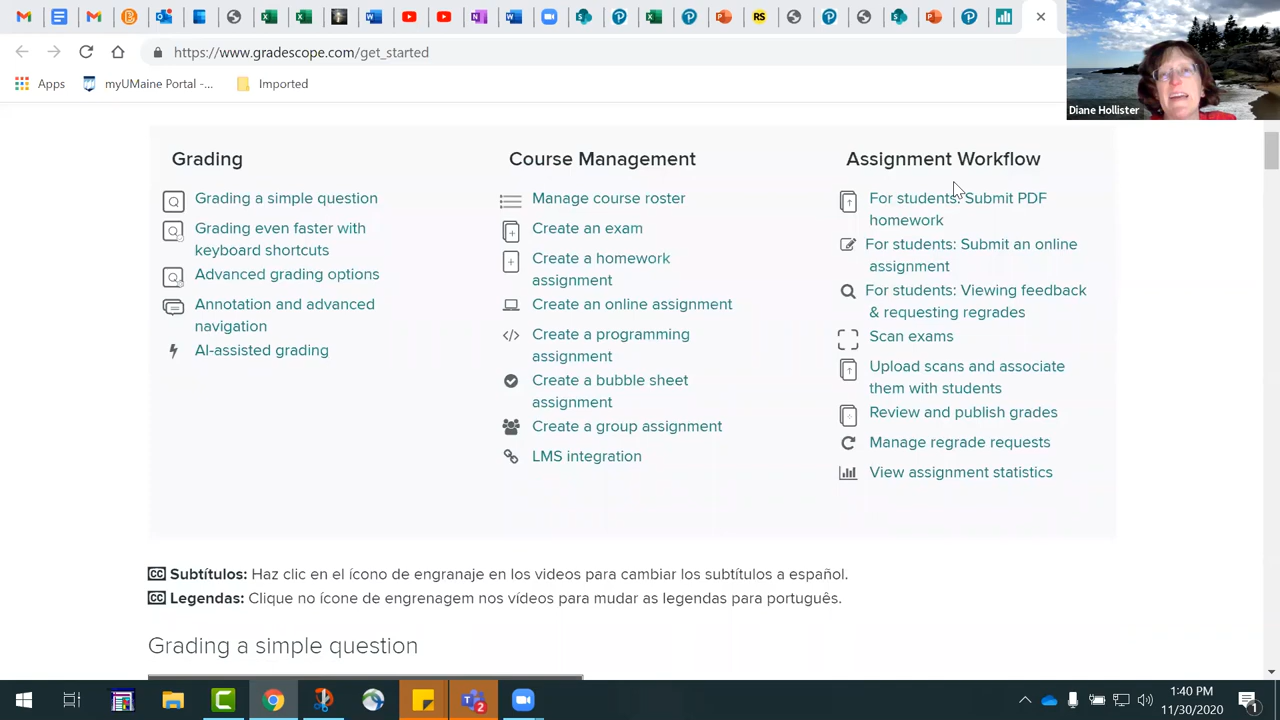 https://www.gradescope.com/get_started
Apps
myUMaine Portal -...
Imported
Diane Hollister
Grading
Grading a simple question
Grading even faster with
keyboard shortcuts
Advanced grading options
Annotation and advanced
navigation
AI-assisted grading
Course Management
Manage course roster
Create an exam
Create a homework
assignment
Create an online assignment
Create a programming
assignment
Create a bubble sheet
assignment
Create a group assignment
LMS integration
Assignment Workflow
For students: Submit PDF
homework
For students: Submit an online
assignment
For students: Viewing feedback
& requesting regrades
Scan exams
Upload scans and associate
them with students
Review and publish grades
Manage regrade requests
View assignment statistics
CC Subtítulos: Haz clic en el ícono de engranaje en los videos para cambiar los subtítulos a español.
CC Legendas: Clique no ícone de engrenagem nos vídeos para mudar as legendas para português.
Grading a simple question
1:40 PM
11/30/2020